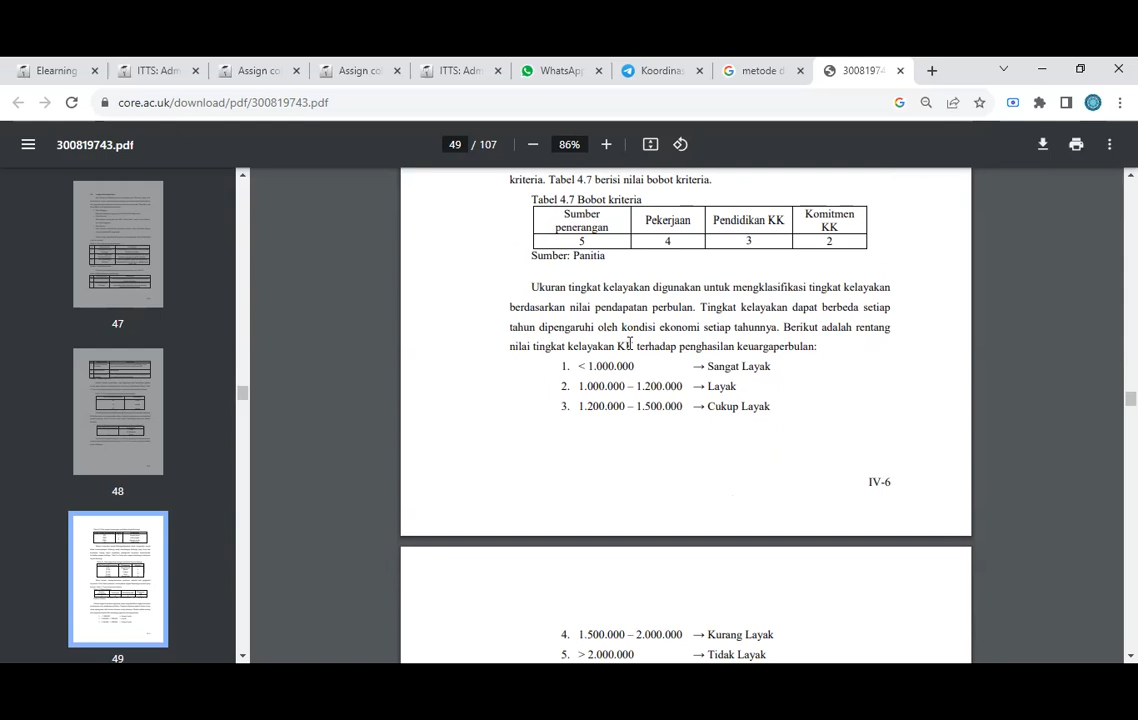 Elearning
ITTS: Adm
Assign co
Assign co
ITTS: Adm
WhatsApp
Koordina
metode d
3008197
core.ac.uk/download/pdf/300819743.pdf
300819743.pdf
49 / 107
86%
47
48
49
kriteria. Tabel 4.7 berisi nilai bobot kriteria.
Tabel 4.7 Bobot kriteria
Sumber penerangan Pekerjaan Pendidikan KK Komitmen KK
5 4 3 2
Sumber: Panitia
Ukuran tingkat kelayakan digunakan untuk mengklasifikasi tingkat kelayakan
berdasarkan nilai pendapatan perbulan. Tingkat kelayakan dapat berbeda setiap
tahun dipengaruhi oleh kondisi ekonomi setiap tahunnya. Berikut adalah rentang
nilai tingkat kelayakan KK terhadap penghasilan keuargaperbulan:
1. < 1.000.000 → Sangat Layak
2. 1.000.000 – 1.200.000 → Layak
3. 1.200.000 – 1.500.000 → Cukup Layak
IV-6
4. 1.500.000 – 2.000.000 → Kurang Layak
5. > 2.000.000 → Tidak Layak